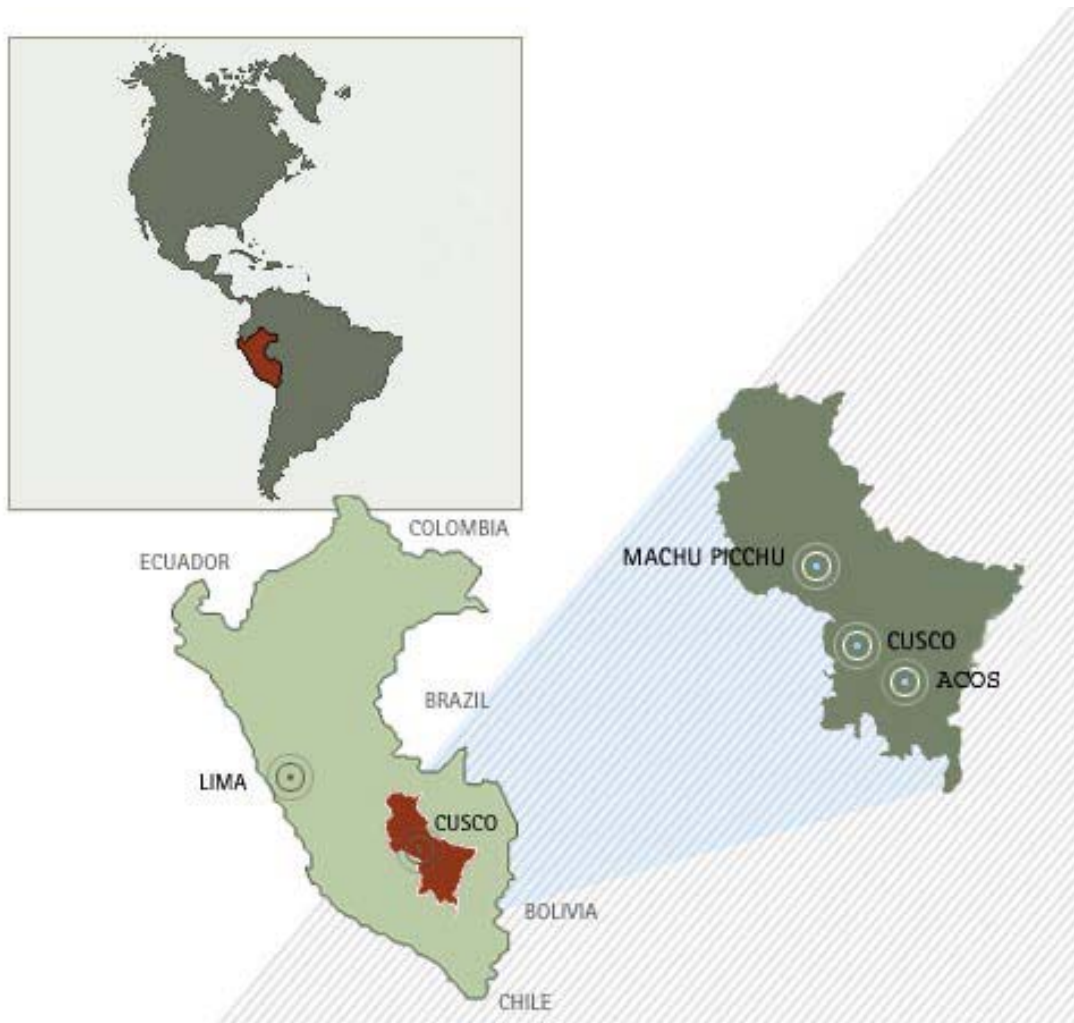 COLOMBIA
ECUADOR
MACHU PICCHU
CUSCO
ACOS
BRAZIL
LIMA
CUSCO
BOLIVIA
CHILE